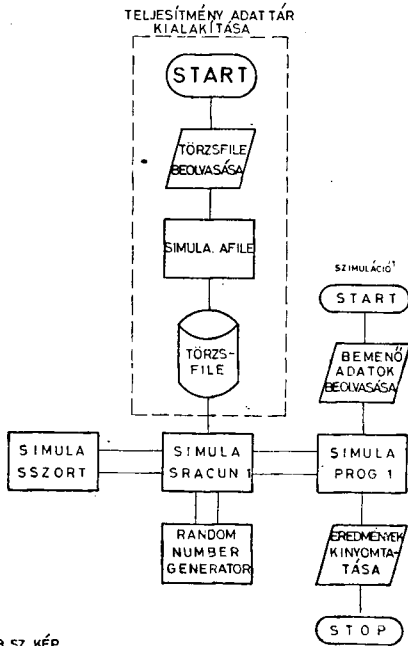 TELJESÍTMÉNY ADATTÁR
KIALAKÍTÁSA
START
TÖRZSFILE
BEOLVASÁSA
SIMULA. AFILE
TÖRZS-
FILE
SZIMULÁCIÓ
START
BEMENŐ
ADATOK
BEOLVASÁSA
SIMULA
SSZORT
SIMULA
SRACUN 1
SIMULA
PROG 1
RANDOM
NUMBER
GENERATOR
EREDMÉNYEK
KINYOMTA-
TÁSA
STOP
SZ. KÉP